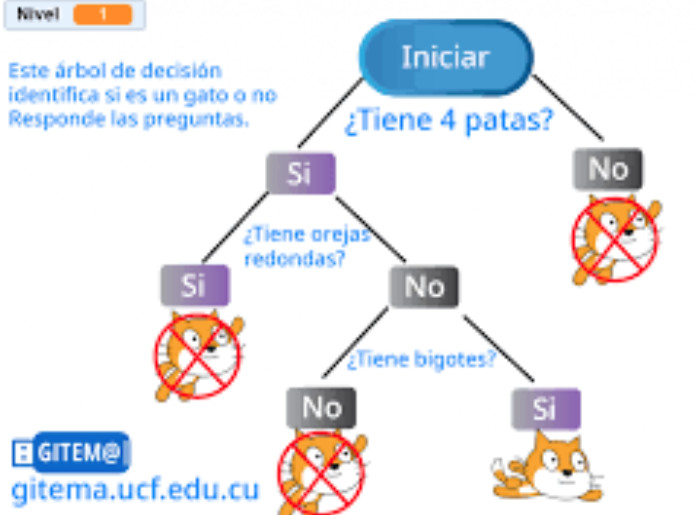 Nivel 1
Este árbol de decisión
identifica si es un gato o no
Responde las preguntas.
Iniciar
¿Tiene 4 patas?
Si
No
¿Tiene orejas
redondas?
Si
No
¿Tiene bigotes?
No
Si
GITEM@
gitema.ucf.edu.cu